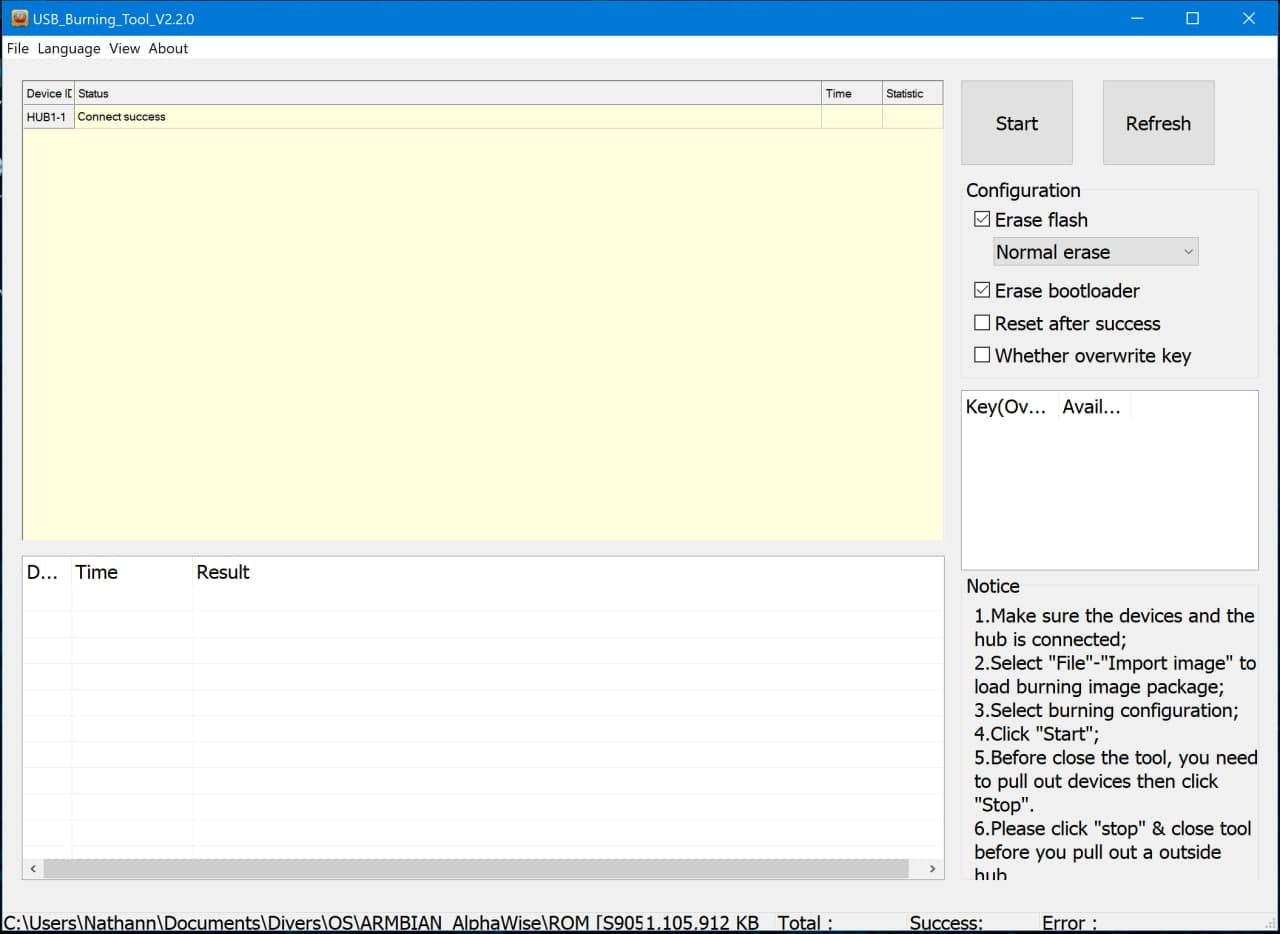 USB_Burning_Tool_V2.2.0
File Language View About
Device ID Status Time Statistic
HUB1-1 Connect success
Start Refresh
Configuration
Erase flash
Normal erase
Erase bootloader
Reset after success
Whether overwrite key
Key(Ov... Avail...
D... Time Result
Notice
1.Make sure the devices and the
hub is connected;
2.Select "File"-"Import image" to
load burning image package;
3.Select burning configuration;
4.Click "Start";
5.Before close the tool, you need
to pull out devices then click
"Stop".
6.Please click "stop" & close tool
before you pull out a outside
hub
C:\Users\Nathann\Documents\Divers\OS\ARMBIAN_AlphaWise\ROM [S905 1,105,912 KB Total : Success: Error :